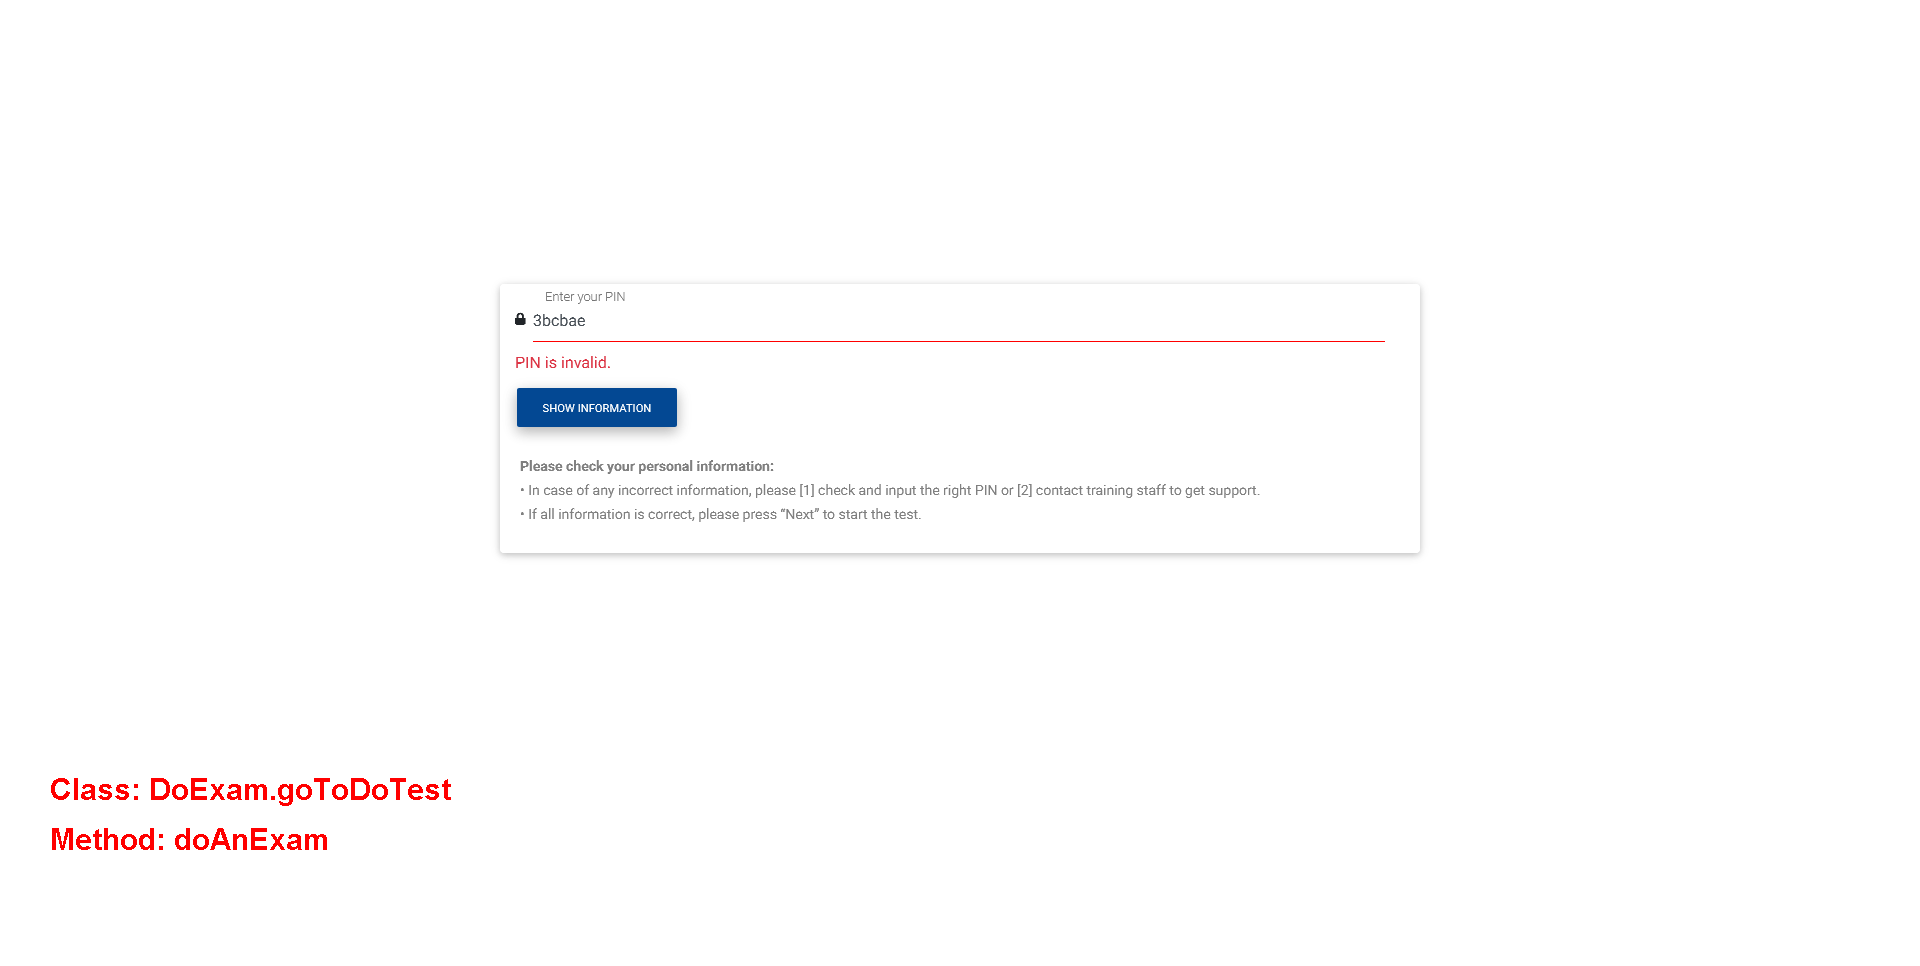 Enter your PIN
3bcbae
PIN is invalid.
SHOW INFORMATION
Please check your personal information:
• In case of any incorrect information, please [1] check and input the right PIN or [2] contact training staff to get support.
• If all information is correct, please press “Next” to start the test.
Class: DoExam.goToDoTest
Method: doAnExam